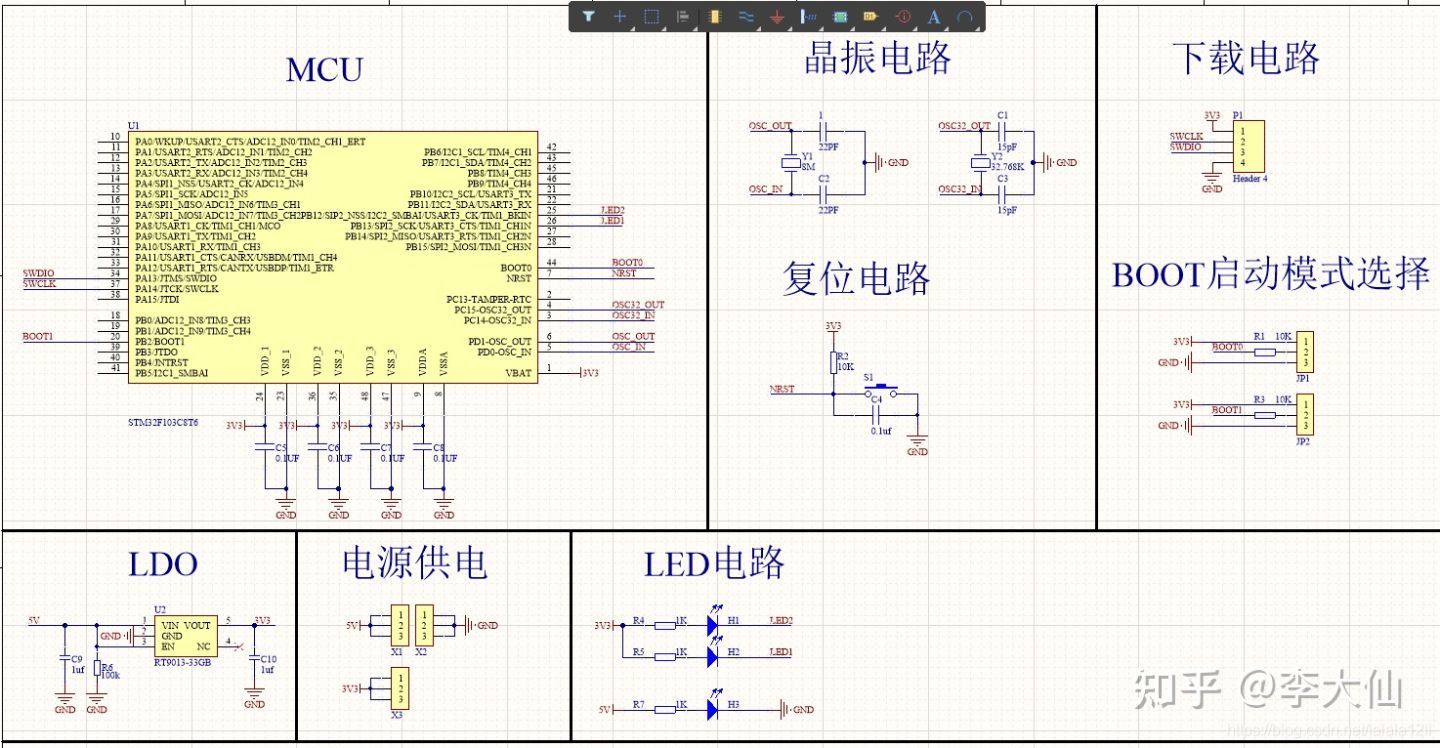 MCU
U1
10 PA0/WKUP/USART2_CTS/ADC12_IN0/TIM2_CH1_ERT
11 PA1/USART2_RTS/ADC12_IN1/TIM2_CH2
12 PA2/USART2_TX/ADC12_IN2/TIM2_CH3
13 PA3/USART2_RX/ADC12_IN3/TIM2_CH4
14 PA4/SPI1_NSS/USART2_CK/ADC12_IN4
15 PA5/SPI1_SCK/ADC12_IN5
16 PA6/SPI1_MISO/ADC12_IN6/TIM3_CH1
17 PA7/SPI1_MOSI/ADC12_IN7/TIM3_CH2
29 PA8/USART1_CK/TIM1_CH1/MCO
30 PA9/USART1_TX/TIM1_CH2
31 PA10/USART1_RX/TIM1_CH3
32 PA11/USART1_CTS/CANRX/USBDM/TIM1_CH4
33 PA12/USART1_RTS/CANTX/USBDP/TIM1_ETR
SWDIO 34 PA13/JTMS/SWDIO
SWCLK 37 PA14/JTCK/SWCLK
38 PA15/JTDI
18 PB0/ADC12_IN8/TIM3_CH3
19 PB1/ADC12_IN9/TIM3_CH4
BOOT1 20 PB2/BOOT1
39 PB3/JTDO
40 PB4/JNTRST
41 PB5/I2C1_SMBAI
PB6/I2C1_SCL/TIM4_CH1 42
PB7/I2C1_SDA/TIM4_CH2 43
PB8/TIM4_CH3 45
PB9/TIM4_CH4 46
PB10/I2C2_SCL/USART3_TX 21
PB11/I2C2_SDA/USART3_RX 22
PB12/SIP2_NSS/I2C2_SMBAI/USART3_CK/TIM1_BKIN 25 LED2
PB13/SPI2_SCK/USART3_CTS/TIM1_CH1N 26 LED1
PB14/SPI2_MISO/USART3_RTS/TIM1_CH2N 27
PB15/SPI2_MOSI/TIM1_CH3N 28
BOOT0 44 BOOT0
NRST 7 NRST
PC13-TAMPER-RTC 2
PC15-OSC32_OUT 4 OSC32_OUT
PC14-OSC32_IN 3 OSC32_IN
PD1-OSC_OUT 6 OSC_OUT
PD0-OSC_IN 5 OSC_IN
VBAT 1 3V3
VDD_1 VSS_1 VDD_2 VSS_2 VDD_3 VSS_3 VDDA VSSA
24 23 36 35 48 47 9 8
STM32F103C8T6
3V3 3V3 3V3 3V3
C5 C6 C7 C8
0.1UF 0.1UF 0.1UF 0.1UF
GND GND GND GND
晶振电路
OSC_OUT 1
22PF
Y1
8M
GND
C2
OSC_IN
22PF
OSC32_OUT C1
15pF
Y2
32.768K
GND
C3
OSC32_IN
15pF
复位电路
3V3
R2
10K
S1
NRST
C4
0.1uf
GND
下载电路
3V3 P1
1
SWCLK 2
SWDIO 3
4
GND
Header 4
BOOT启动模式选择
R1 10K
3V3 1
BOOT0 2
GND 3
JP1
R3 10K
3V3 1
BOOT1 2
GND 3
JP2
LDO
U2
5V 1 VIN VOUT 5 3V3
GND 2 GND
3 EN NC 4
RT9013-33GB
C9
1uf
R6
100k
C10
1uf
GND GND GND
电源供电
1 1
5V 2 2 GND
3 3
X1 X2
1
3V3 2
3
X3
LED电路
3V3 R4 1K H1 LED2
R5 1K H2 LED1
5V R7 1K H3 GND
知乎 @李大仙